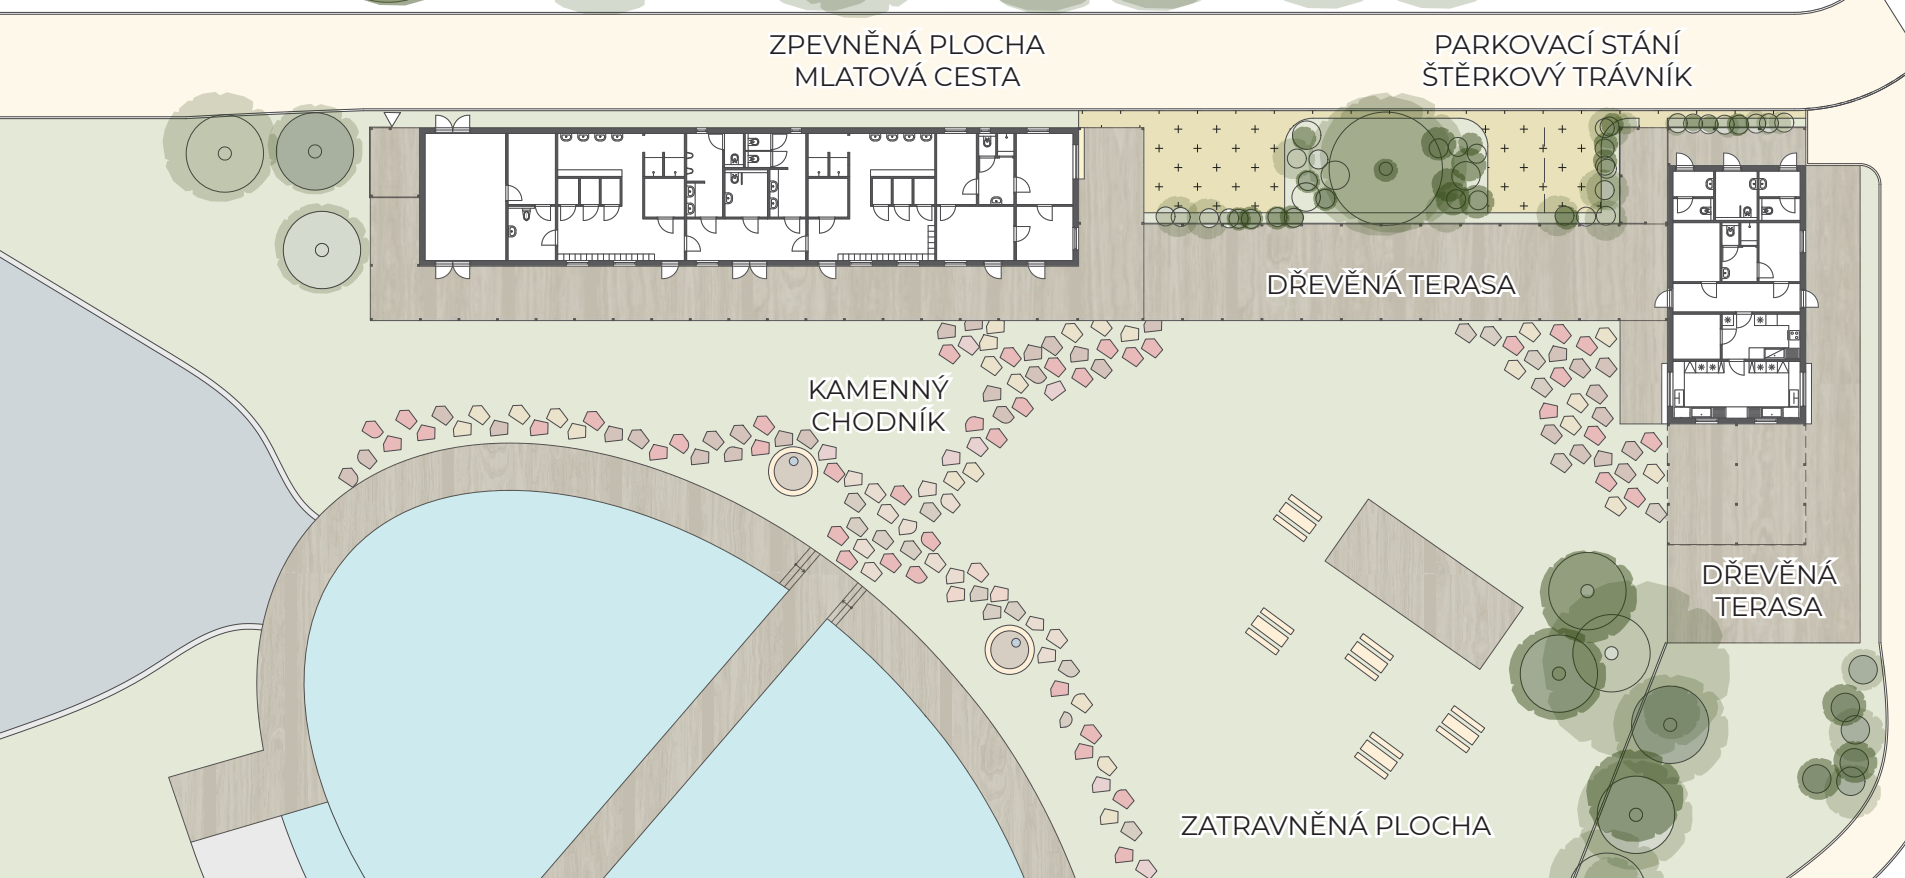 ZPEVNĚNÁ PLOCHA
MLATOVÁ CESTA
PARKOVACÍ STÁNÍ
ŠTĚRKOVÝ TRÁVNÍK
DŘEVĚNÁ TERASA
KAMENNÝ
CHODNÍK
DŘEVĚNÁ
TERASA
ZATRAVNĚNÁ PLOCHA